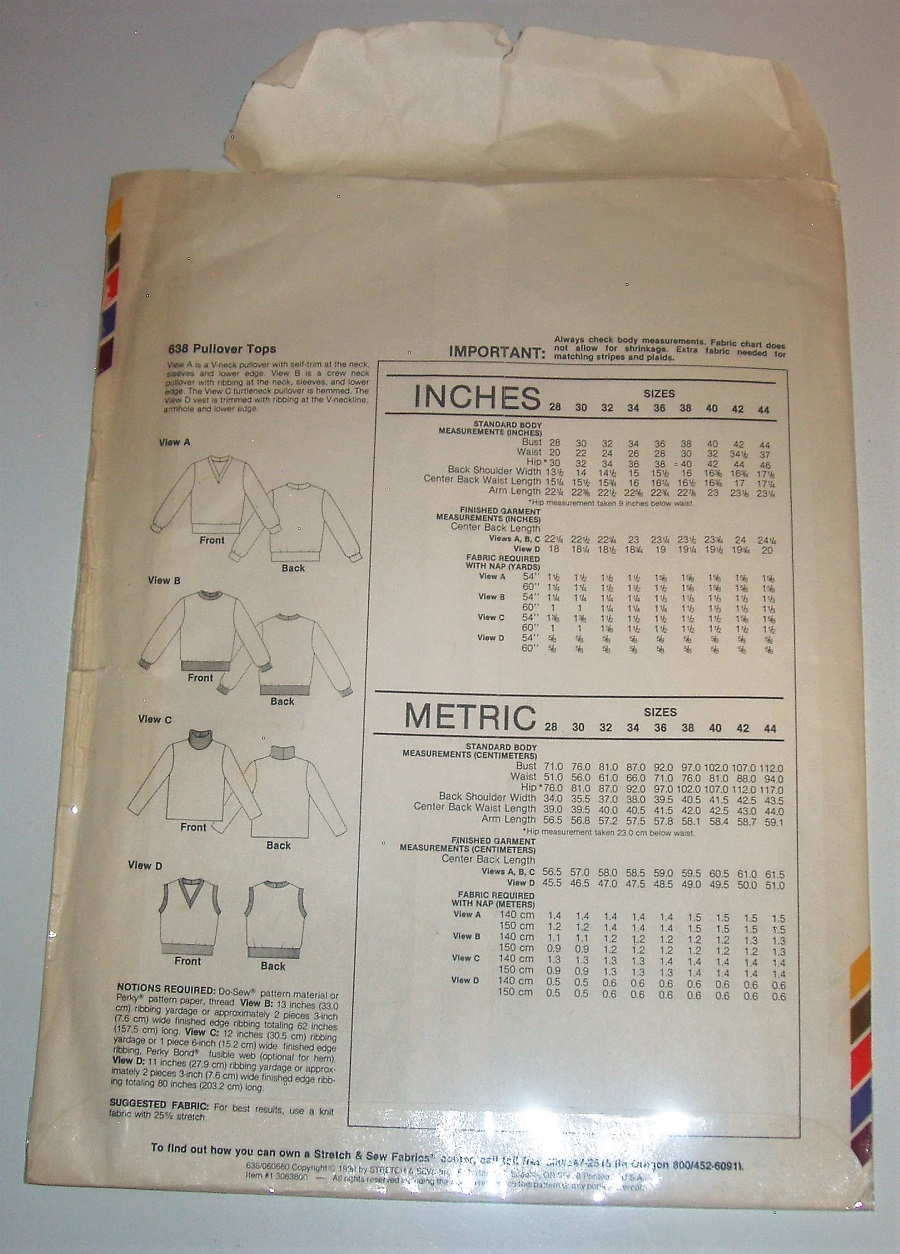 638 Pullover Tops
View A is a V-neck pullover with self-trim at the neck,
sleeves and lower edge. View B is a crew neck
pullover with ribbing at the neck, sleeves, and lower
edge. The View C turtleneck pullover is hemmed. The
View D vest is trimmed with ribbing at the V-neckline,
armhole and lower edge.
View A
Front
Back
View B
Front
Back
View C
Front
Back
View D
Front
Back
NOTIONS REQUIRED: Do-Sew® pattern material or
Perky® pattern paper, thread. View B: 13 inches (33.0
cm) ribbing yardage or approximately 2 pieces 3-inch
(7.6 cm) wide finished edge ribbing totaling 62 inches
(157.5 cm) long. View C: 12 inches (30.5 cm) ribbing
yardage or 1 piece 6-inch (15.2 cm) wide finished edge
ribbing, Perky Bond® fusible web (optional for hem).
View D: 11 inches (27.9 cm) ribbing yardage or approx-
imately 2 pieces 3-inch (7.6 cm) wide finished edge ribb-
ing totaling 80 inches (203.2 cm) long.
SUGGESTED FABRIC: For best results, use a knit
fabric with 25% stretch.
IMPORTANT: Always check body measurements. Fabric chart does
not allow for shrinkage. Extra fabric needed for
matching stripes and plaids.
INCHES SIZES
28 30 32 34 36 38 40 42 44
STANDARD BODY
MEASUREMENTS (INCHES)
Bust 28 30 32 34 36 38 40 42 44
Waist 20 22 24 26 28 30 32 34½ 37
Hip* 30 32 34 36 38 40 42 44 46
Back Shoulder Width 13½ 14 14½ 15 15½ 16
Center Back Waist Length 15¼ 15½ 15¾ 16 16¼ 16½ 16¾ 17 17¼
Arm Length 22¼ 22½ 23
*Hip measurement taken 9 inches below waist.
FINISHED GARMENT
MEASUREMENTS (INCHES)
Center Back Length
Views A, B, C 22¼ 22½ 22¾ 23 23¼ 23½ 23¾ 24 24¼
View D 18 18¼ 18½ 18¾ 19 19¼ 19½ 19¾ 20
FABRIC REQUIRED
WITH NAP (YARDS)
View A 54"
60"
View B 54"
60" 1 1
View C 54"
60" 1 1
View D 54"
60"
METRIC SIZES
28 30 32 34 36 38 40 42 44
STANDARD BODY
MEASUREMENTS (CENTIMETERS)
Bust 71.0 76.0 81.0 87.0 92.0 97.0 102.0 107.0 112.0
Waist 51.0 56.0 61.0 66.0 71.0 76.0 81.0 88.0 94.0
Hip *76.0 81.0 87.0 92.0 97.0 102.0 107.0 112.0 117.0
Back Shoulder Width 34.0 35.5 37.0 38.0 39.5 40.5 41.5 42.5 43.5
Center Back Waist Length 39.0 39.5 40.0 40.5 41.5 42.0 42.5 43.0 44.0
Arm Length 56.5 56.8 57.2 57.5 57.8 58.1 58.4 58.7 59.1
*Hip measurement taken 23.0 cm below waist.
FINISHED GARMENT
MEASUREMENTS (CENTIMETERS)
Center Back Length
Views A, B, C 56.5 57.0 58.0 58.5 59.0 59.5 60.5 61.0 61.5
View D 45.5 46.5 47.0 47.5 48.5 49.0 49.5 50.0 51.0
FABRIC REQUIRED
WITH NAP (METERS)
View A 140 cm 1.4 1.4 1.4 1.4 1.4 1.5 1.5 1.5 1.5
150 cm 1.2 1.2 1.4 1.4 1.4 1.5 1.5 1.5 1.5
View B 140 cm 1.1 1.1 1.2 1.2 1.2 1.2 1.2 1.3 1.3
150 cm 0.9 0.9 1.2 1.2 1.2 1.2 1.2 1.2 1.3
View C 140 cm 1.3 1.3 1.3 1.3 1.4 1.4 1.4 1.4 1.4
150 cm 0.9 0.9 1.3 1.3 1.3 1.4 1.4 1.4 1.4
View D 140 cm 0.5 0.5 0.6 0.6 0.6 0.6 0.6 0.6 0.6
150 cm 0.5 0.5 0.6 0.6 0.6 0.6 0.6 0.6 0.6
To find out how you can own a Stretch & Sew Fabrics® center, call toll free (In Oregon 800/452-6091).
Copyright © by STRETCH & SEW, Printed U.S.A.
Item # — All rights reserved including the